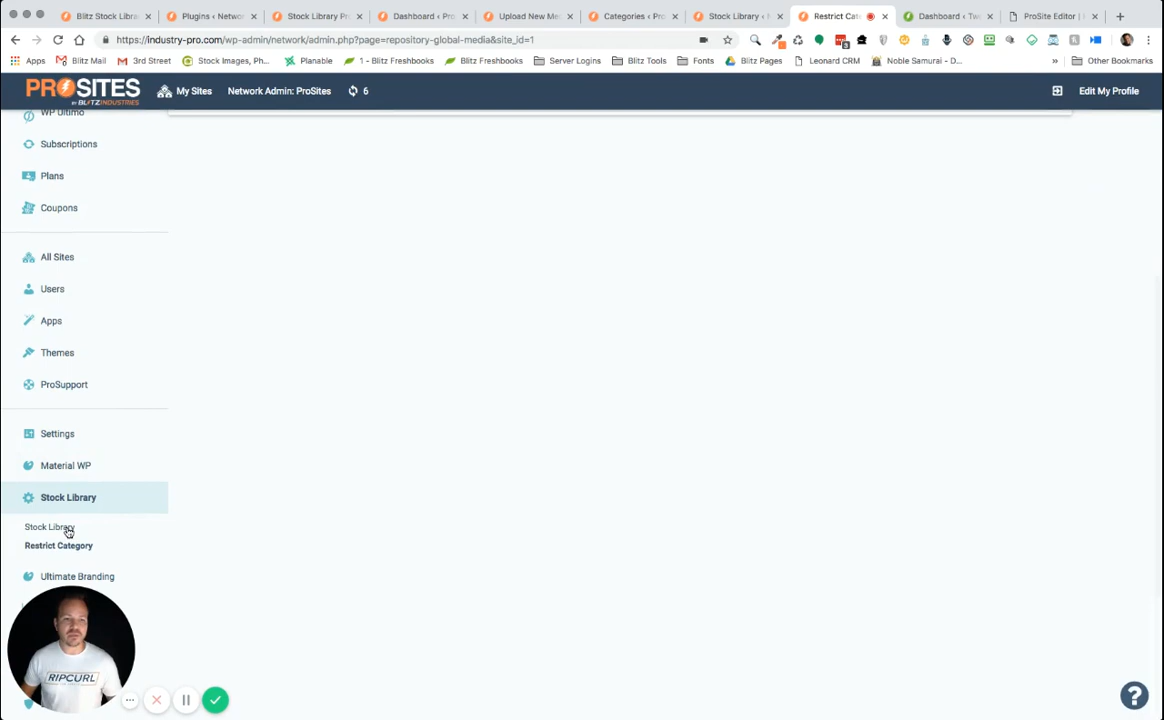 Blitz Stock Libra
Plugins ‹ Netwo
Stock Library Pr
Dashboard ‹ Pro
Upload New Me
Categories ‹ Pro
Stock Library ‹
Restrict Cat
Dashboard ‹ Tw
ProSite Editor |
https://industry-pro.com/wp-admin/network/admin.php?page=repository-global-media&site_id=1
Apps
Blitz Mail
3rd Street
Stock Images, Ph...
Planable
1 - Blitz Freshbooks
Blitz Freshbooks
Server Logins
Blitz Tools
Fonts
Blitz Pages
Leonard CRM
Noble Samurai - C...
»
Other Bookmarks
PROSITES
BY BLITZ INDUSTRIES
My Sites
Network Admin: ProSites
6
Edit My Profile
WP Ultimo
Subscriptions
Plans
Coupons
All Sites
Users
Apps
Themes
ProSupport
Settings
Material WP
Stock Library
Stock Library
Restrict Category
Ultimate Branding
RIPCURL
?